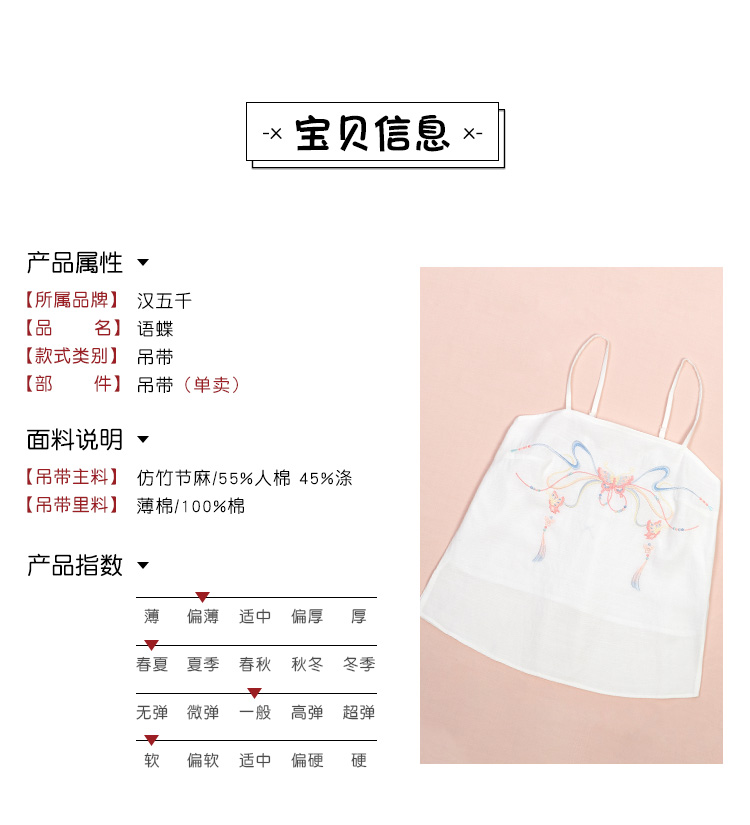 -× 宝贝信息 ×-
产品属性
【所属品牌】 汉五千
【品 名】 语蝶
【款式类别】 吊带
【部 件】 吊带（单卖）
面料说明
【吊带主料】 仿竹节麻/55%人棉 45%涤
【吊带里料】 薄棉/100%棉
产品指数
薄 偏薄 适中 偏厚 厚
春夏 夏季 春秋 秋冬 冬季
无弹 微弹 一般 高弹 超弹
软 偏软 适中 偏硬 硬